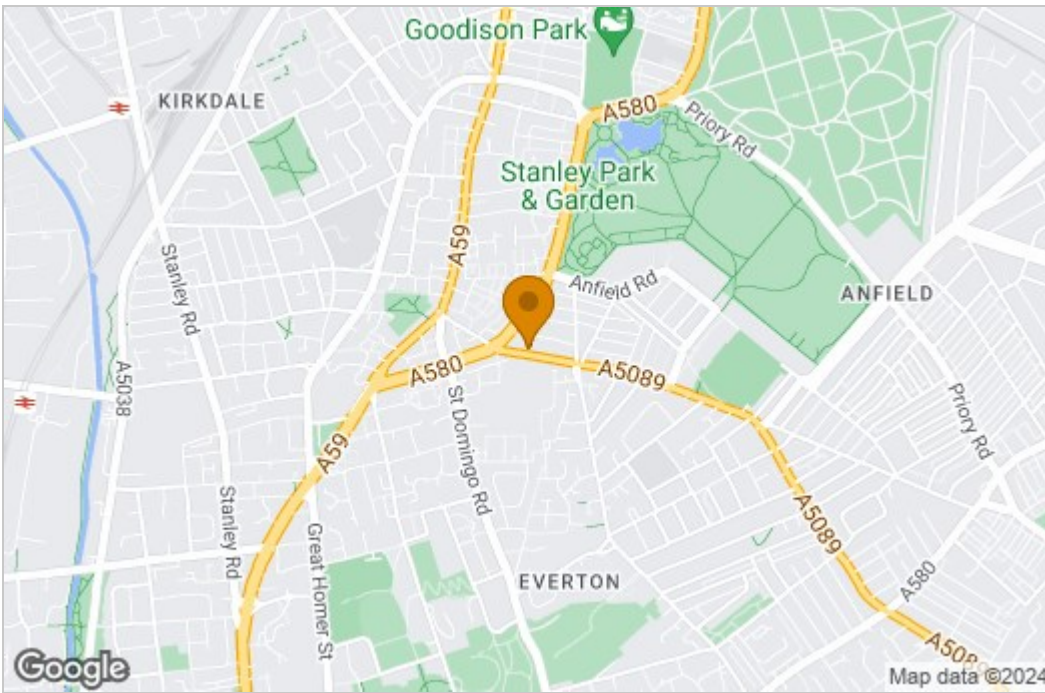 Goodison Park
A580
KIRKDALE
Priory Rd
Stanley Park
& Garden
A59
Stanley Rd
Anfield Rd
ANFIELD
A580
A5089
A5038
St Domingo Rd
Priory Rd
A59
A5089
Stanley Rd
Great Homer St
EVERTON
A580
A5089
Google
Map data ©2024